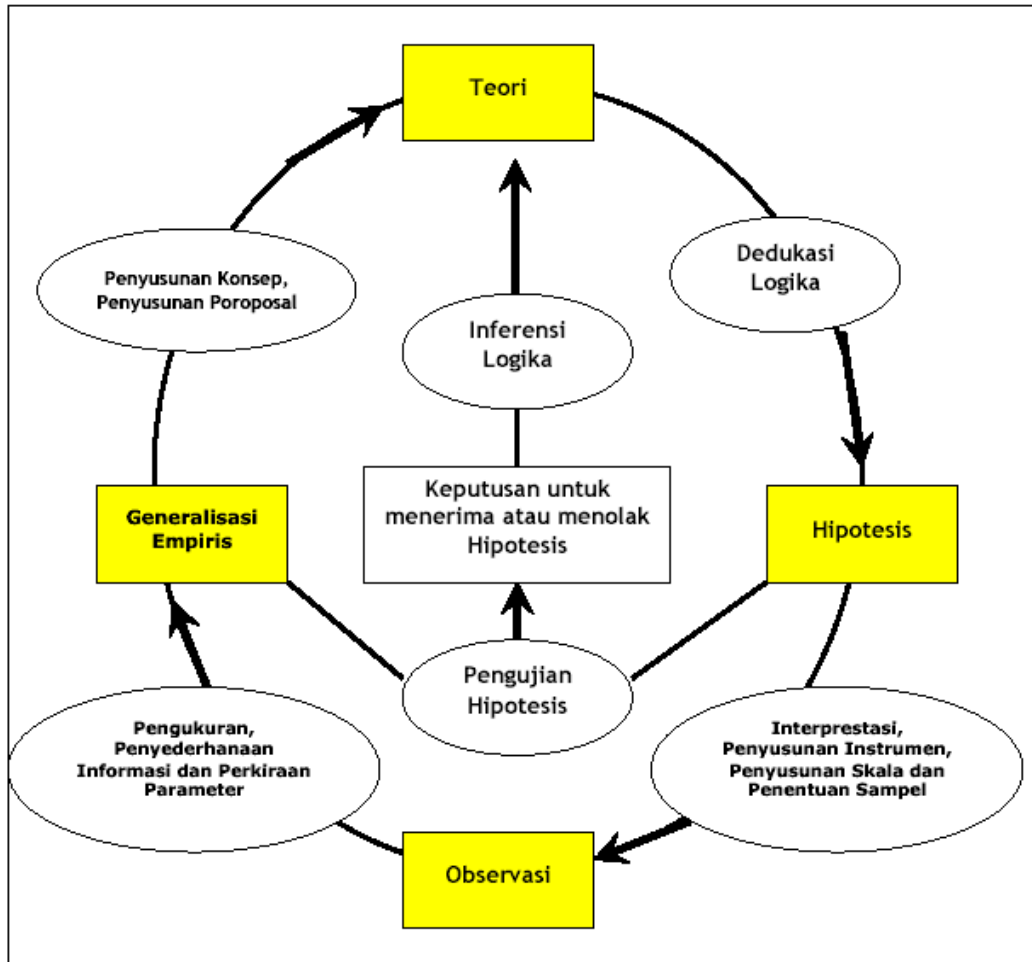 Teori
Penyusunan Konsep,
Penyusunan Poroposal
Dedukasi
Logika
Inferensi
Logika
Generalisasi
Empiris
Keputusan untuk
menerima atau menolak
Hipotesis
Hipotesis
Pengujian
Hipotesis
Pengukuran,
Penyederhanaan
Informasi dan Perkiraan
Parameter
Interprestasi,
Penyusunan Instrumen,
Penyusunan Skala dan
Penentuan Sampel
Observasi